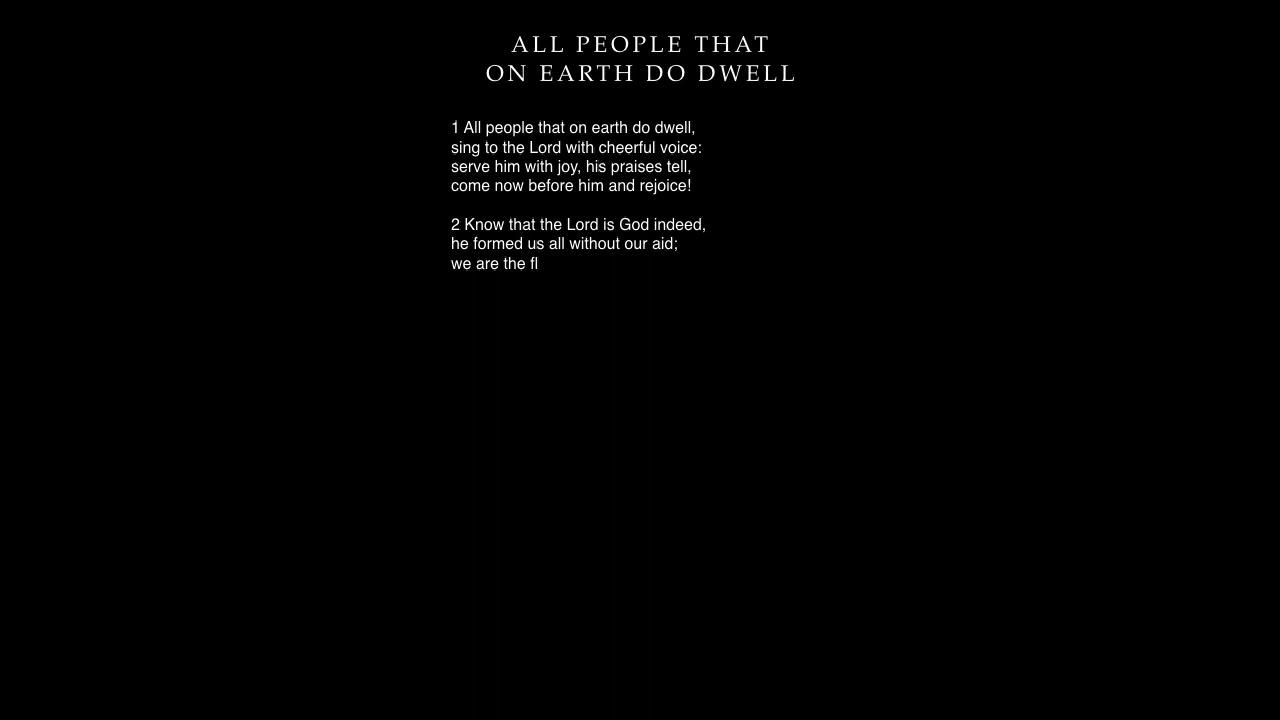 ALL PEOPLE THAT
ON EARTH DO DWELL
1 All people that on earth do dwell,
sing to the Lord with cheerful voice:
serve him with joy, his praises tell,
come now before him and rejoice!
2 Know that the Lord is God indeed,
he formed us all without our aid;
we are the fl